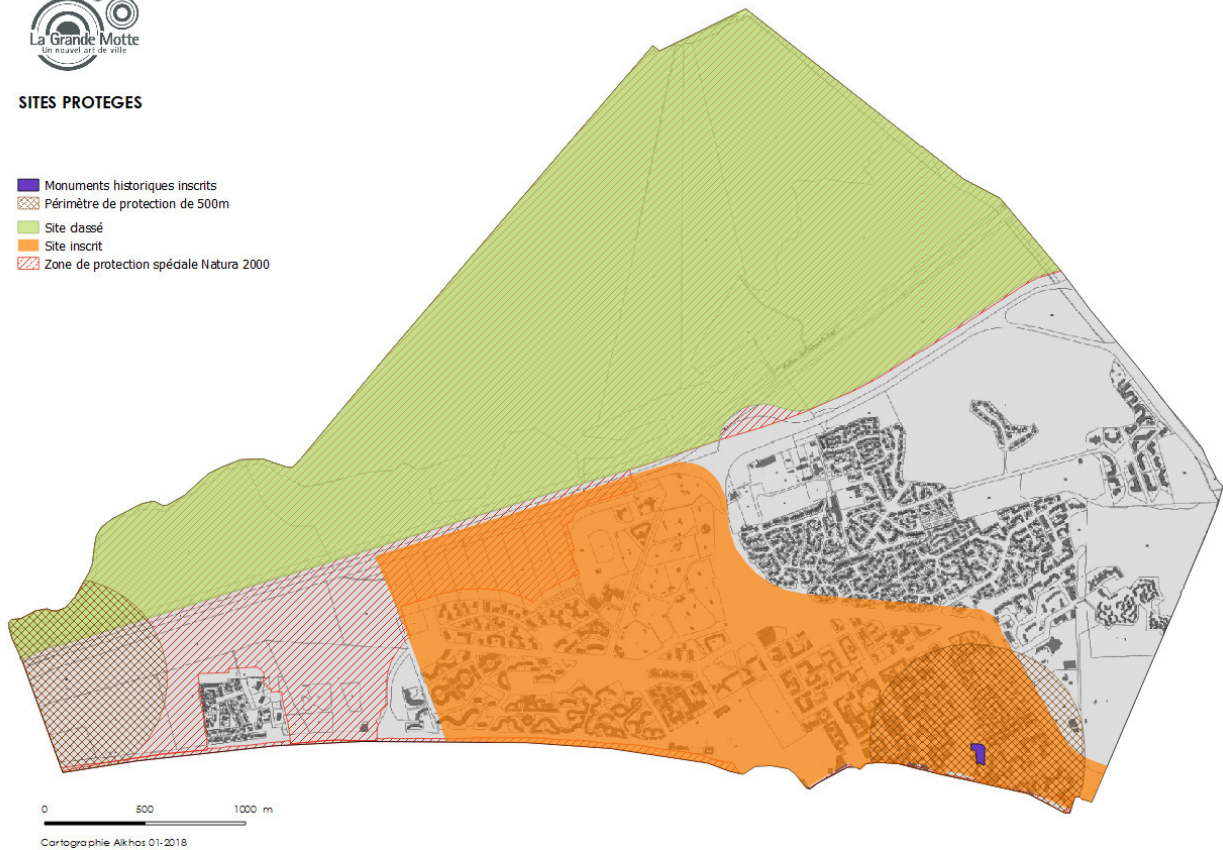 La Grande Motte
Un nouvel art de ville
SITES PROTEGES
Monuments historiques inscrits
Périmètre de protection de 500m
Site classé
Site inscrit
Zone de protection spéciale Natura 2000
0 500 1000 m
Cartographie Alkhos 01-2018